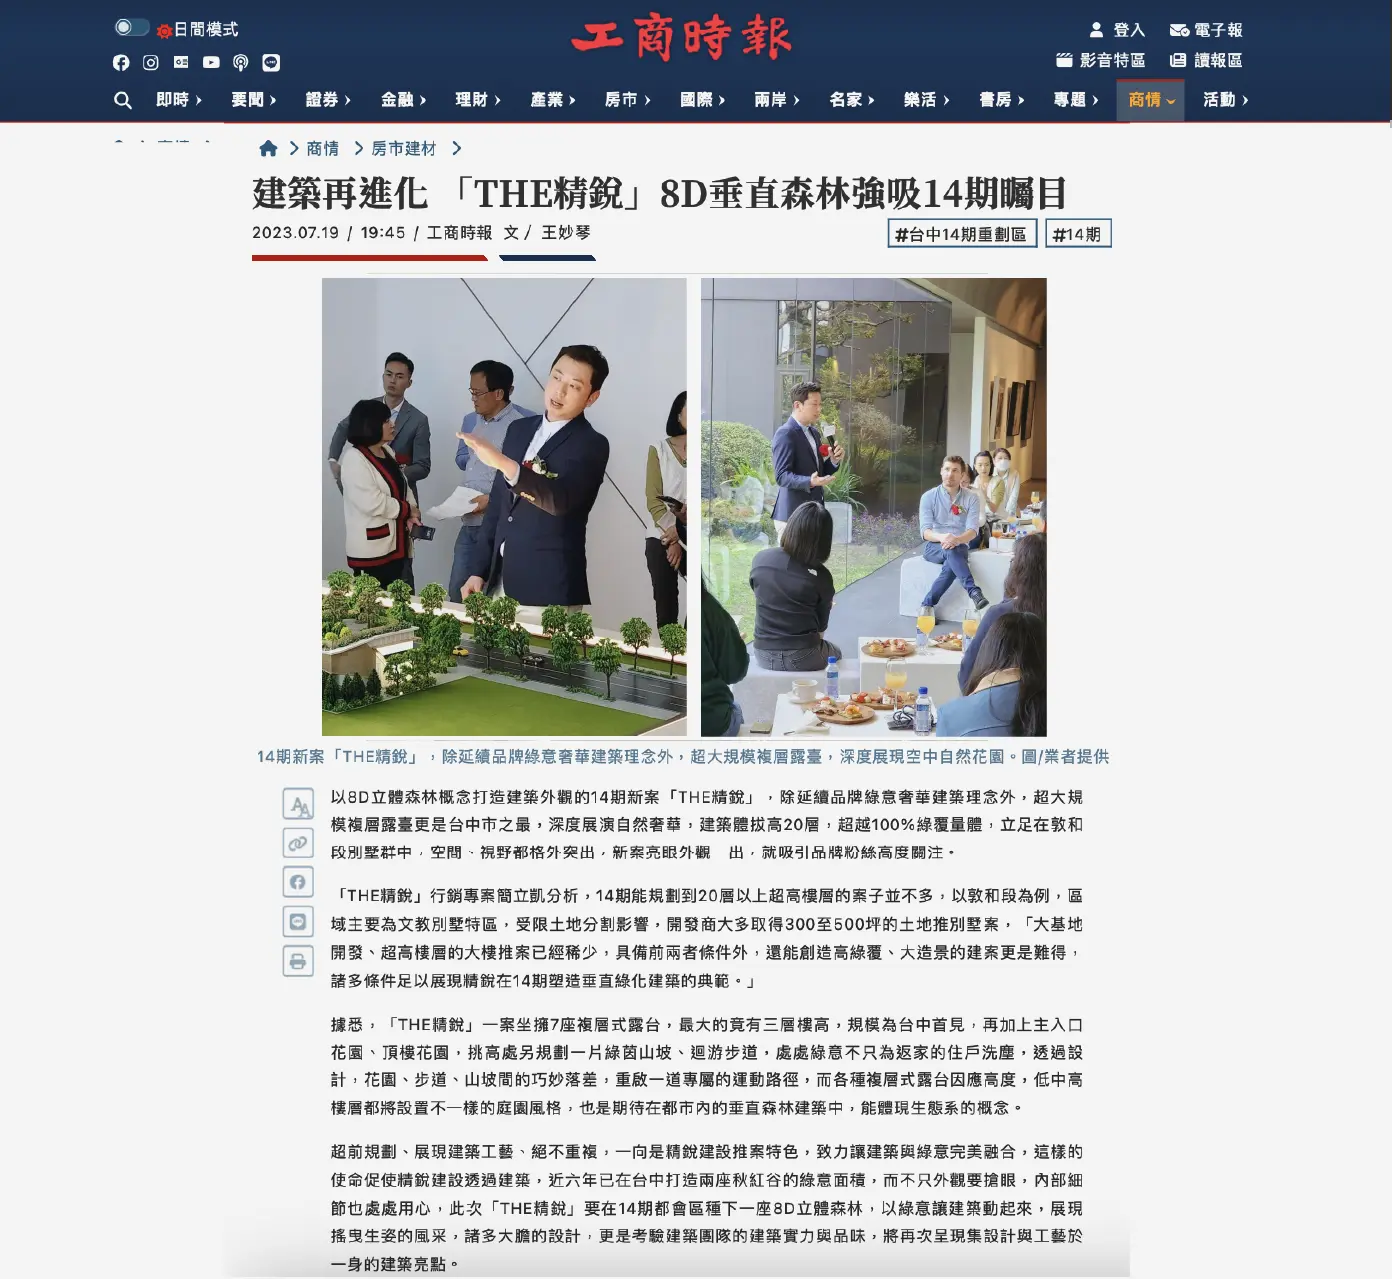 日間模式
工商時報
登入 電子報
影音特區 讀報區
即時 要聞 證券 金融 理財 產業 房市 國際 兩岸 名家 樂活 書房 專題 商情 活動
商情 房市建材
建築再進化 「THE精銳」8D垂直森林強吸14期矚目
2023.07.19 / 19:45 / 工商時報 文 / 王妙琴
#台中14期重劃區 #14期
14期新案「THE精銳」，除延續品牌綠意奢華建築理念外，超大規模複層露臺，深度展現空中自然花園。圖/業者提供
以8D立體森林概念打造建築外觀的14期新案「THE精銳」，除延續品牌綠意奢華建築理念外，超大規
模複層露臺更是台中市之最，深度展演自然奢華，建築體拔高20層，超越100%綠覆量體，立足在敦和
段別墅群中，空間、視野都格外突出，新案亮眼外觀 出，就吸引品牌粉絲高度關注。
「THE精銳」行銷專案簡立凱分析，14期能規劃到20層以上超高樓層的案子並不多，以敦和段為例，區
域主要為文教別墅特區，受限土地分割影響，開發商大多取得300至500坪的土地推別墅案，「大基地
開發、超高樓層的大樓推案已經稀少，具備前兩者條件外，還能創造高綠覆、大造景的建案更是難得，
諸多條件足以展現精銳在14期塑造垂直綠化建築的典範。」
據悉，「THE精銳」一案坐擁7座複層式露台，最大的竟有三層樓高，規模為台中首見，再加上主入口
花園、頂樓花園，挑高處另規劃一片綠茵山坡、迴游步道，處處綠意不只為返家的住戶洗塵，透過設
計，花園、步道、山坡間的巧妙落差，重啟一道專屬的運動路徑，而各種複層式露台因應高度，低中高
樓層都將設置不一樣的庭園風格，也是期待在都市內的垂直森林建築中，能體現生態系的概念。
超前規劃、展現建築工藝、絕不重複，一向是精銳建設推案特色，致力讓建築與綠意完美融合，這樣的
使命促使精銳建設透過建築，近六年已在台中打造兩座秋紅谷的綠意面積，而不只外觀要搶眼，內部細
節也處處用心，此次「THE精銳」要在14期都會區種下一座8D立體森林，以綠意讓建築動起來，展現
搖曳生姿的風采，諸多大膽的設計，更是考驗建築團隊的建築實力與品味，將再次呈現集設計與工藝於
一身的建築亮點。